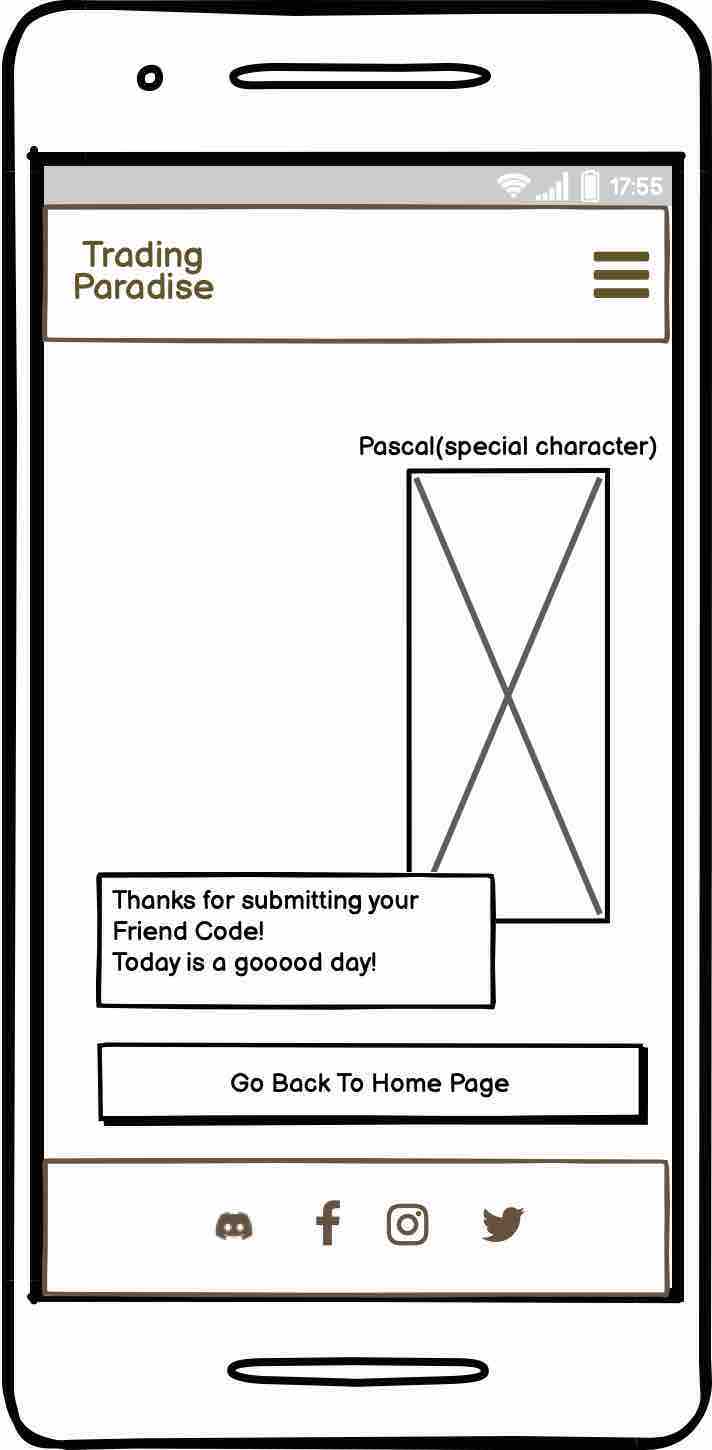 17:55
Trading
Paradise
Pascal(special character)
Thanks for submitting your
Friend Code!
Today is a gooood day!
Go Back To Home Page